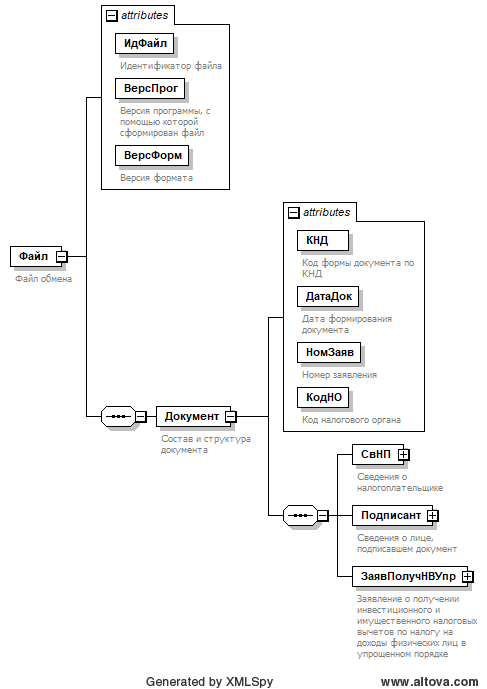 attributes
ИдФайл
Идентификатор файла
ВерсПрог
Версия программы, с
помощью которой
сформирован файл
ВерсФорм
Версия формата
Файл
Файл обмена
Документ
Состав и структура
документа
attributes
КНД
Код формы документа по
КНД
ДатаДок
Дата формирования
документа
НомЗаяв
Номер заявления
КодНО
Код налогового органа
СвНП
Сведения о
налогоплательщике
Подписант
Сведения о лице,
подписавшем документ
ЗаявПолучНВУпр
Заявление о получении
инвестиционного и
имущественного налоговых
вычетов по налогу на
доходы физических лиц в
упрощенном порядке
Generated by XMLSpy
www.altova.com